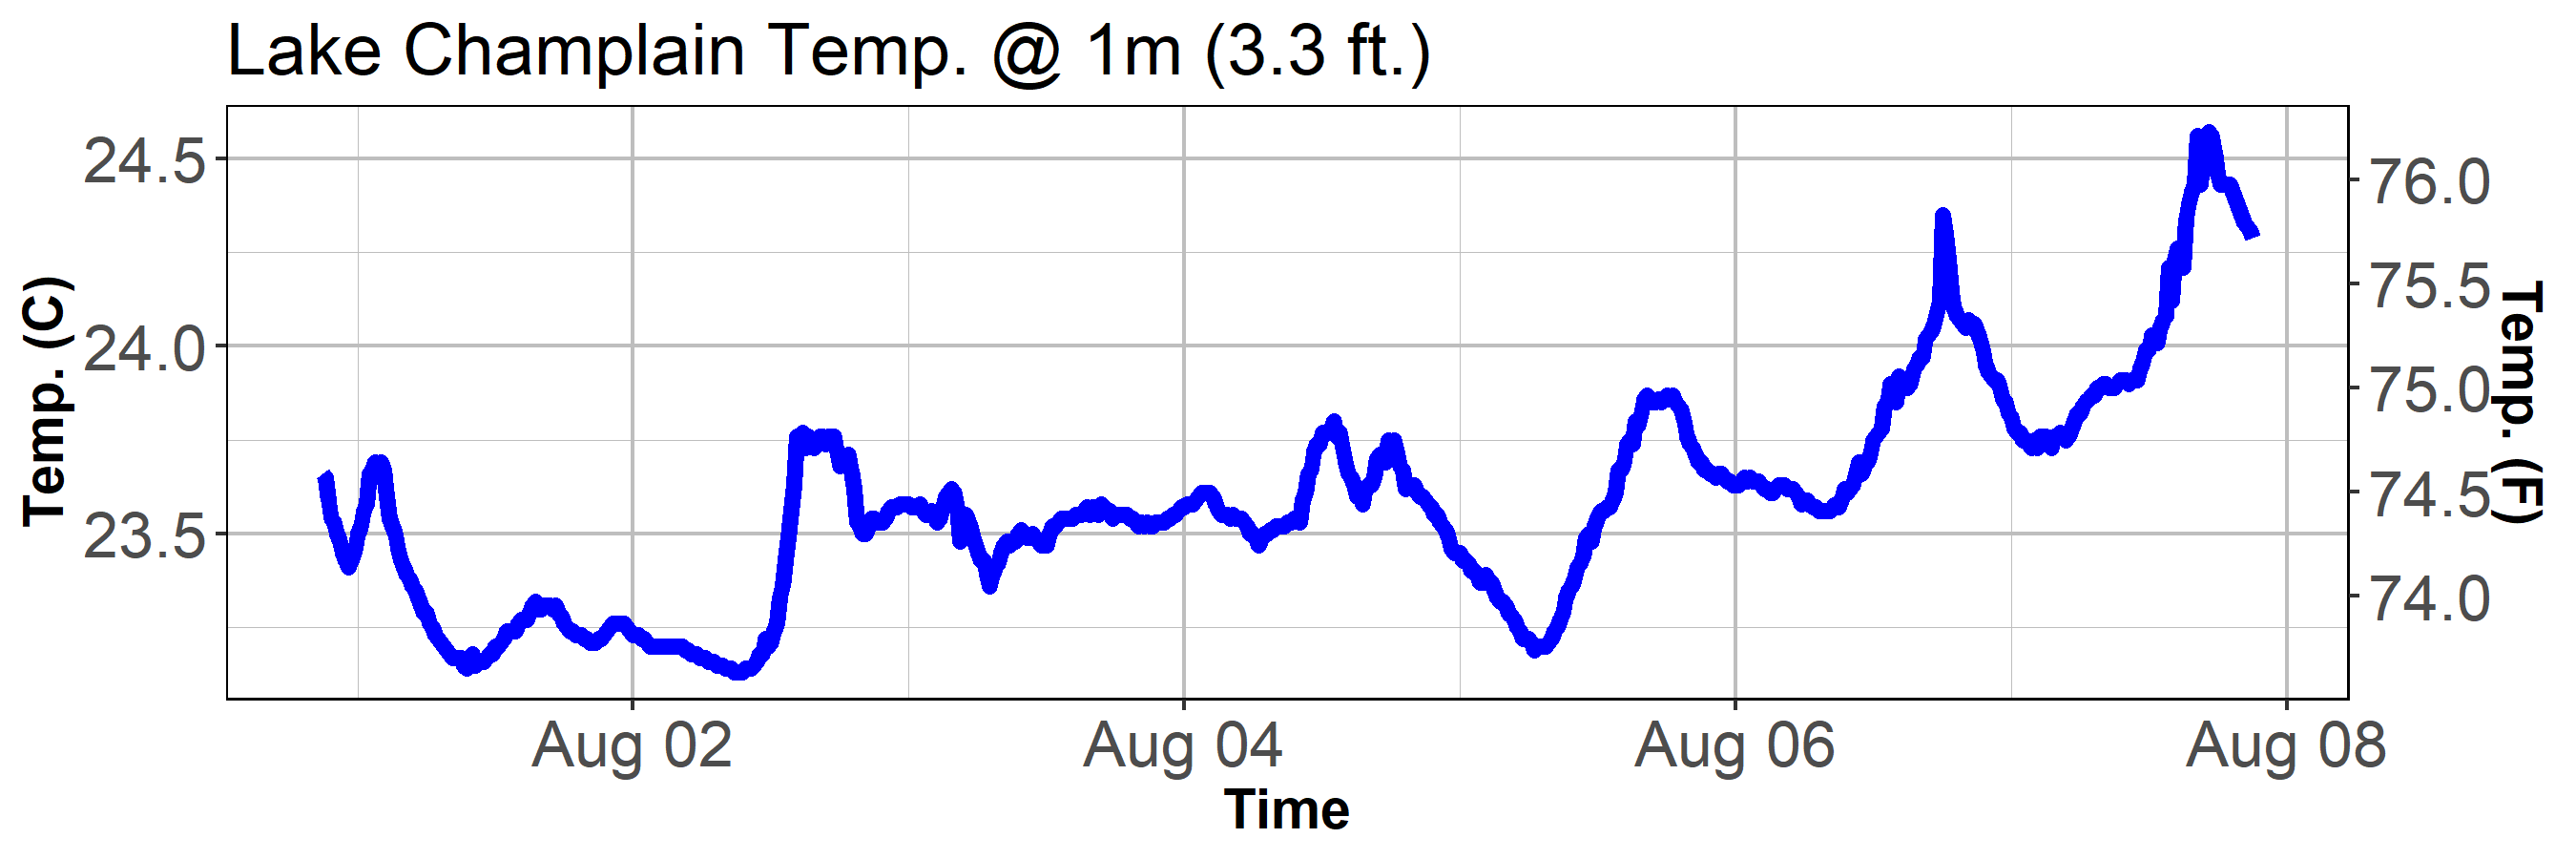 Lake Champlain Temp. @ 1m (3.3 ft.)
Temp. (C)
24.5
24.0
23.5
76.0
75.5
75.0
74.5
74.0
Temp. (F)
Aug 02
Aug 04
Aug 06
Aug 08
Time